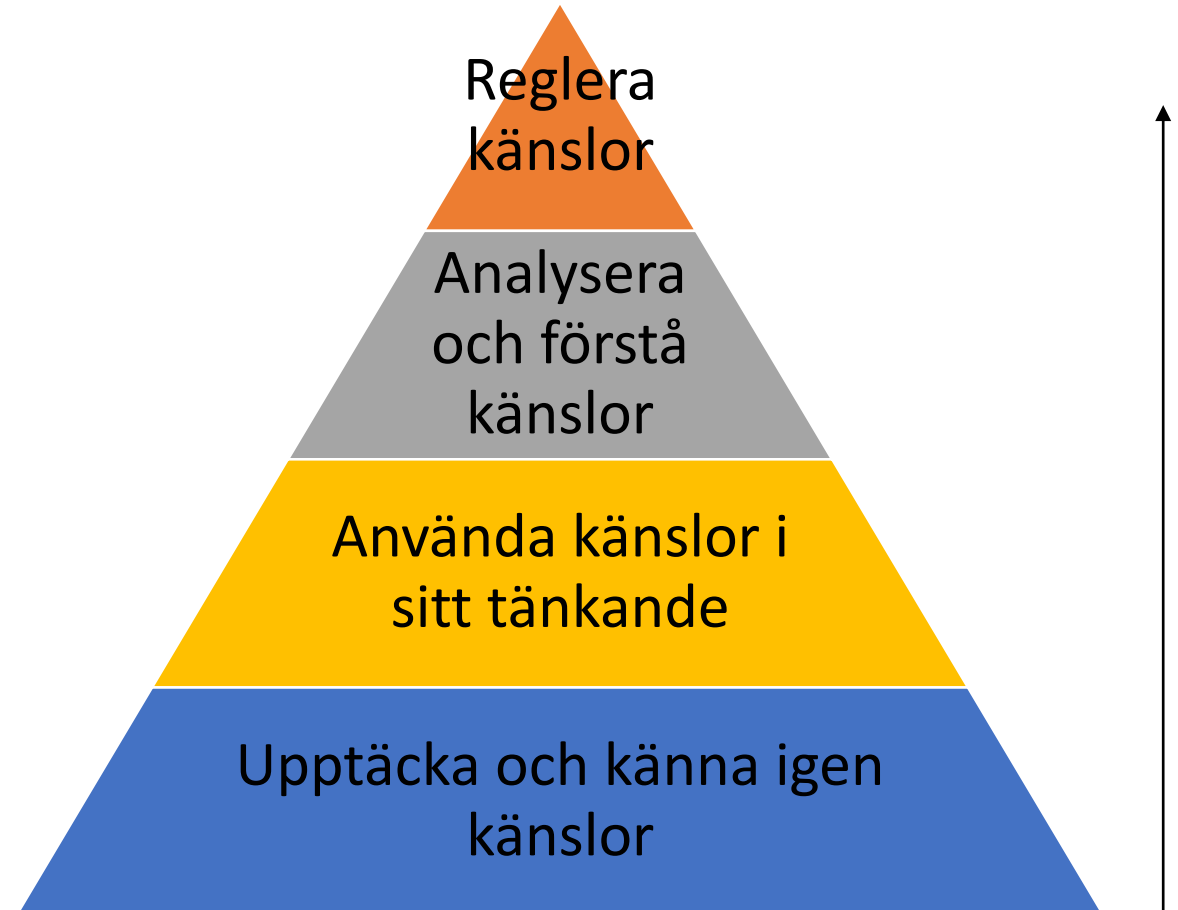 Reglera
känslor
Analysera
och förstå
känslor
Använda känslor i
sitt tänkande
Upptäcka och känna igen
känslor